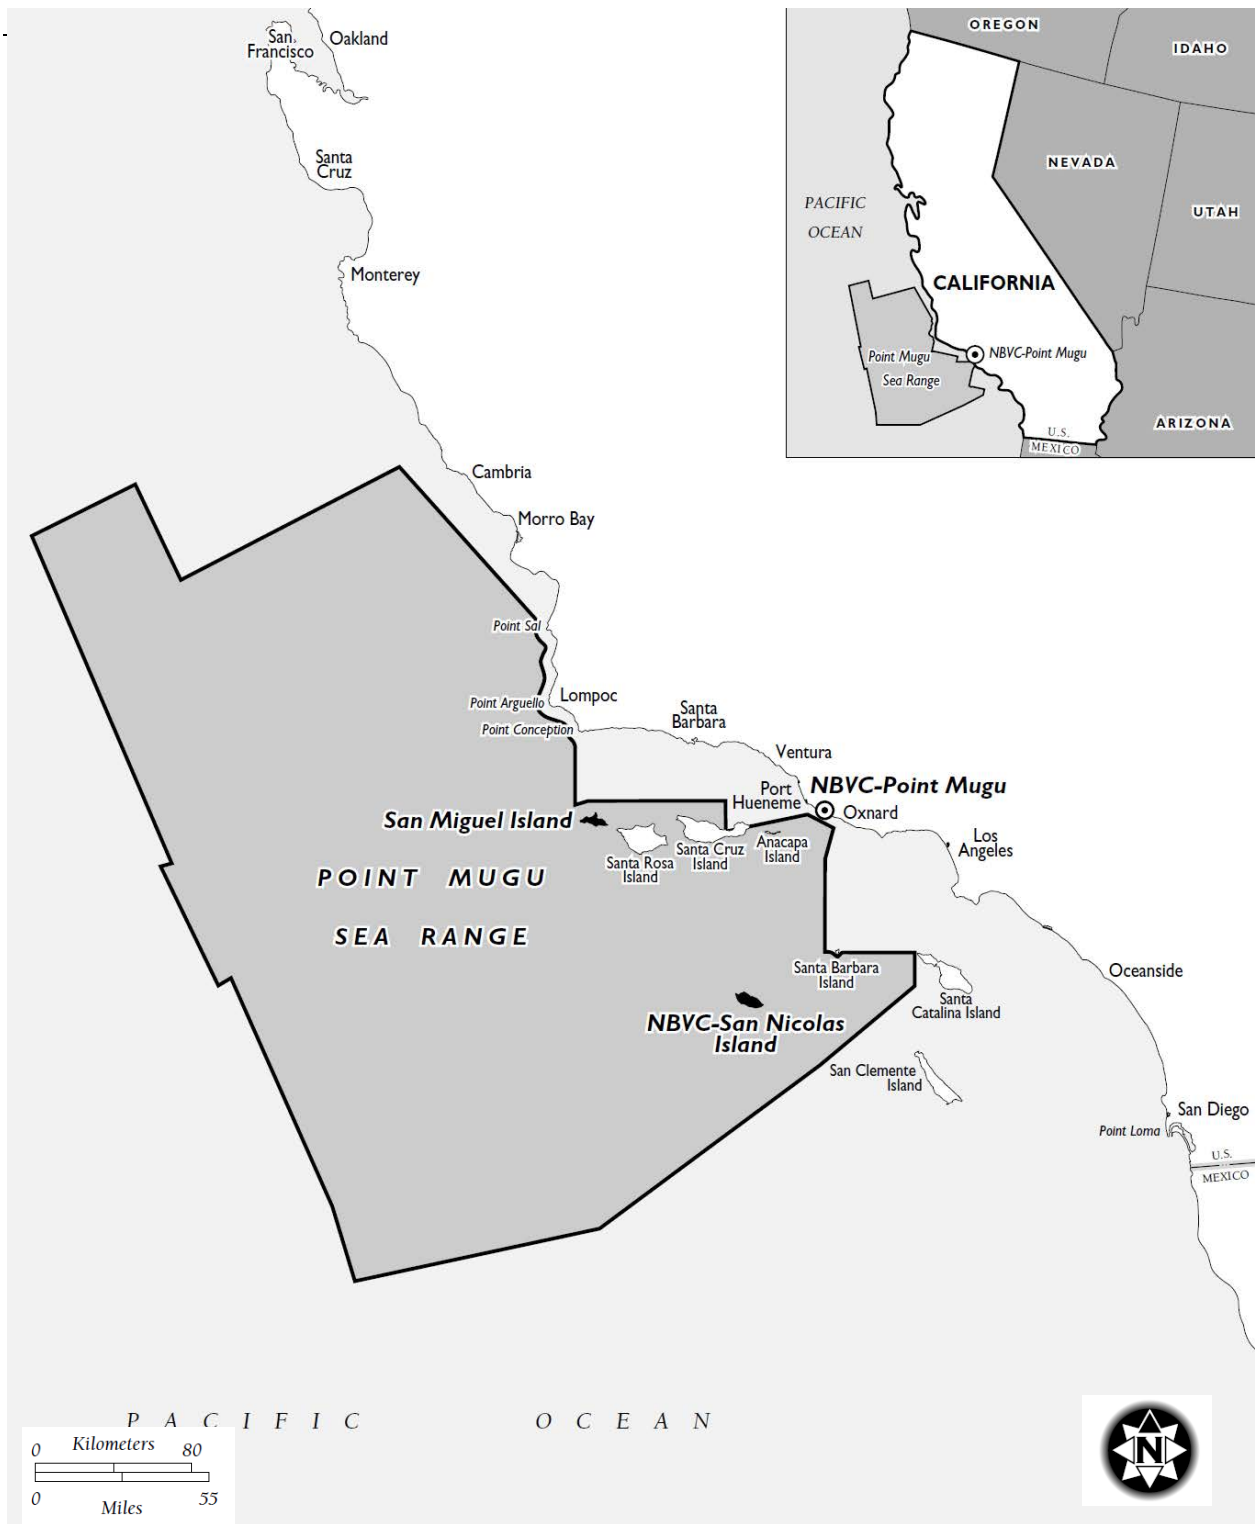 San
Francisco
Oakland
Santa
Cruz
Monterey
Cambria
Morro Bay
Point Sal
Point Arguello
Lompoc
Point Conception
Santa
Barbara
Ventura
Port
Hueneme
NBVC-Point Mugu
Oxnard
Los
Angeles
San Miguel Island
Santa Rosa
Island
Santa Cruz
Island
Anacapa
Island
POINT MUGU
SEA RANGE
Santa Barbara
Island
Santa
Catalina Island
Oceanside
NBVC-San Nicolas
Island
San Clemente
Island
San Diego
Point Loma
U.S.
MEXICO
PACIFIC OCEAN
0 Kilometers 80
0 Miles 55
N
OREGON
IDAHO
NEVADA
UTAH
PACIFIC
OCEAN
CALIFORNIA
Point Mugu
Sea Range
NBVC-Point Mugu
ARIZONA
U.S.
MEXICO